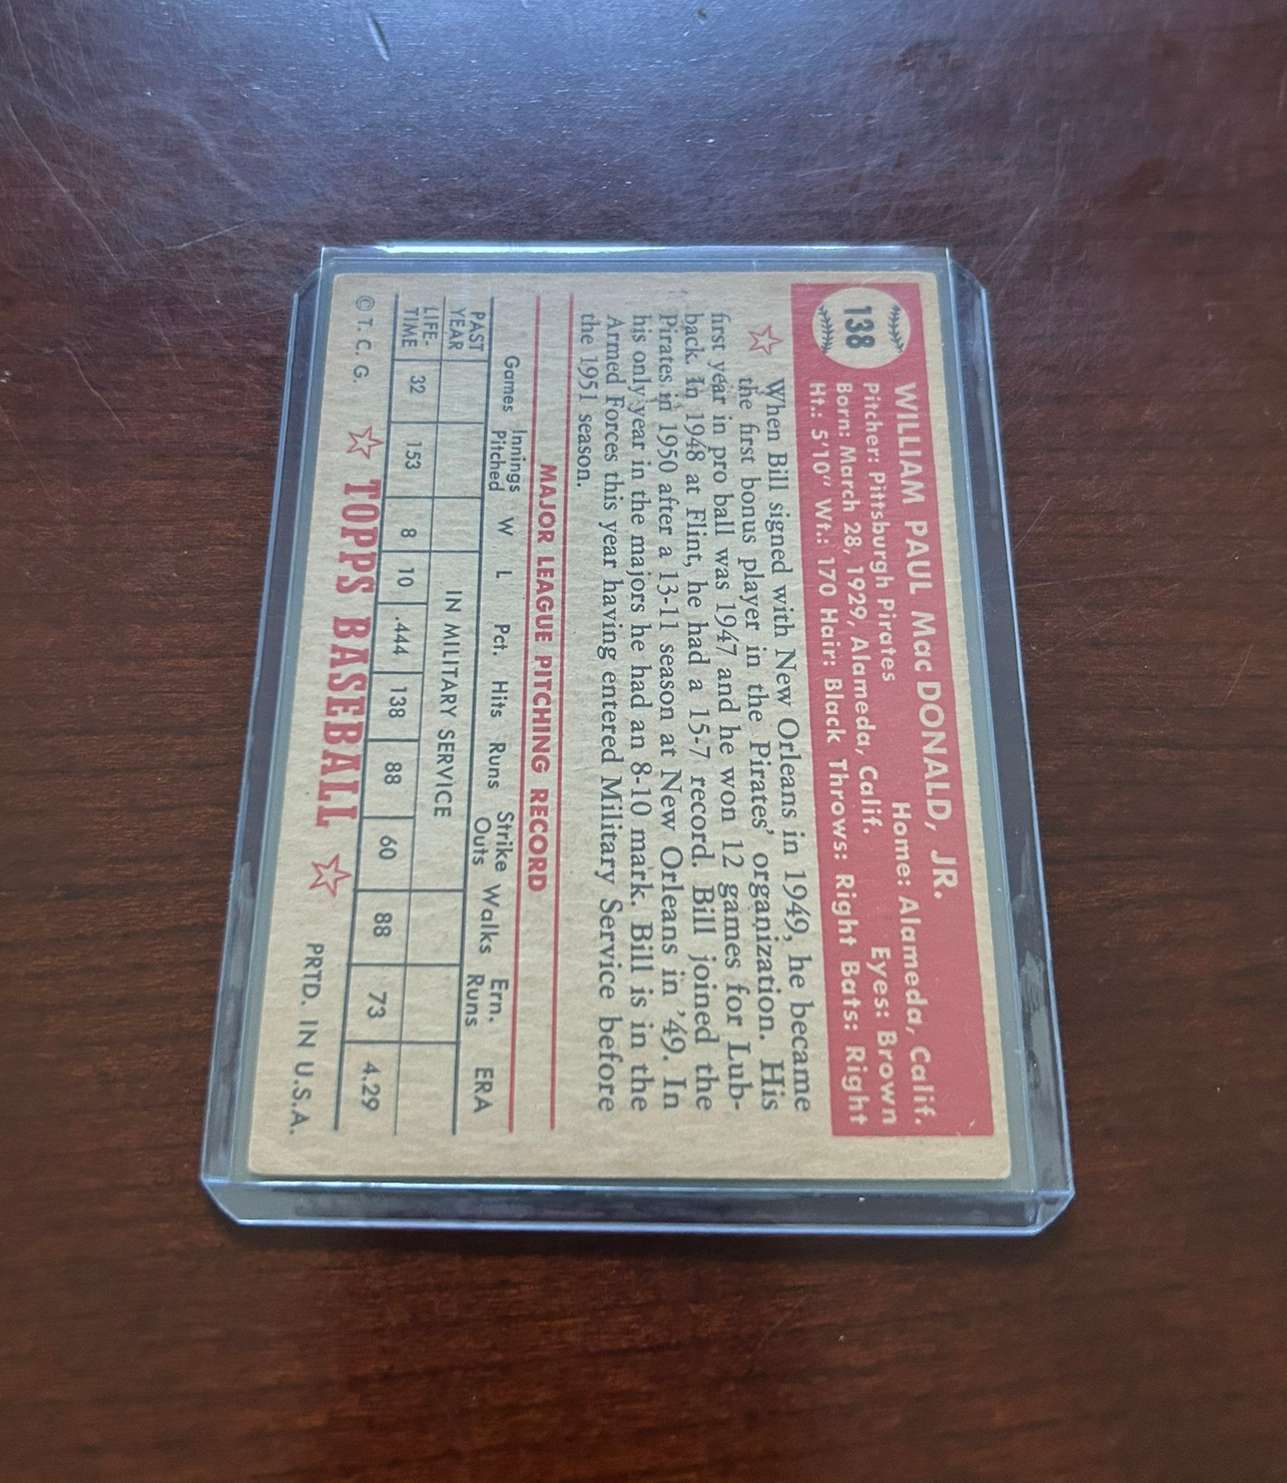 138
WILLIAM PAUL Mac DONALD, JR.
Pitcher: Pittsburgh Pirates Home: Alameda, Calif.
Born: March 28, 1929, Alameda, Calif. Eyes: Brown
Ht.: 5'10" Wt.: 170 Hair: Black Throws: Right Bats: Right
When Bill signed with New Orleans in 1949, he became
the first bonus player in the Pirates' organization. His
first year in pro ball was 1947 and he won 12 games for Lub-
back. In 1948 at Flint, he had a 15-7 record. Bill joined the
Pirates in 1950 after a 13-11 season at New Orleans in '49. In
his only year in the majors he had an 8-10 mark. Bill is in the
Armed Forces this year having entered Military Service before
the 1951 season.
MAJOR LEAGUE PITCHING RECORD
Games Innings Pitched W L Pct. Hits Runs Strike Outs Walks Ern. Runs ERA
PAST YEAR IN MILITARY SERVICE
LIFE-TIME 32 153 8 10 .444 138 88 60 88 73 4.29
© T. C. G. TOPPS BASEBALL PRTD. IN U.S.A.